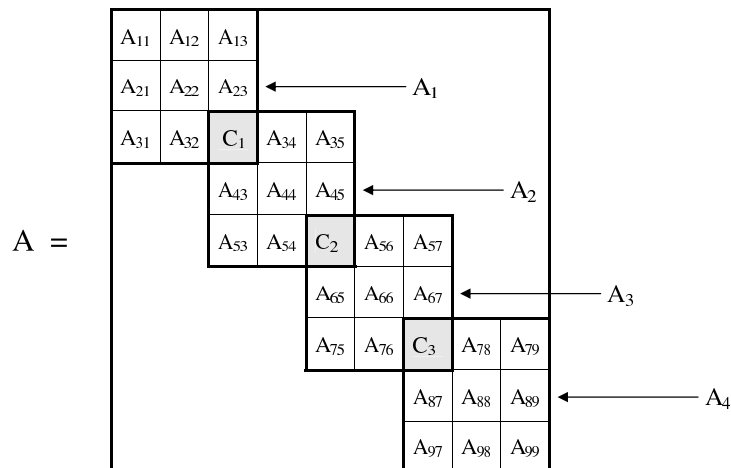 A₁₁ A₁₂ A₁₃
A₂₁ A₂₂ A₂₃ A₁
A₃₁ A₃₂ C₁ A₃₄ A₃₅
A₄₃ A₄₄ A₄₅ A₂
A = A₅₃ A₅₄ C₂ A₅₆ A₅₇
A₆₅ A₆₆ A₆₇ A₃
A₇₅ A₇₆ C₃ A₇₈ A₇₉
A₈₇ A₈₈ A₈₉ A₄
A₉₇ A₉₈ A₉₉